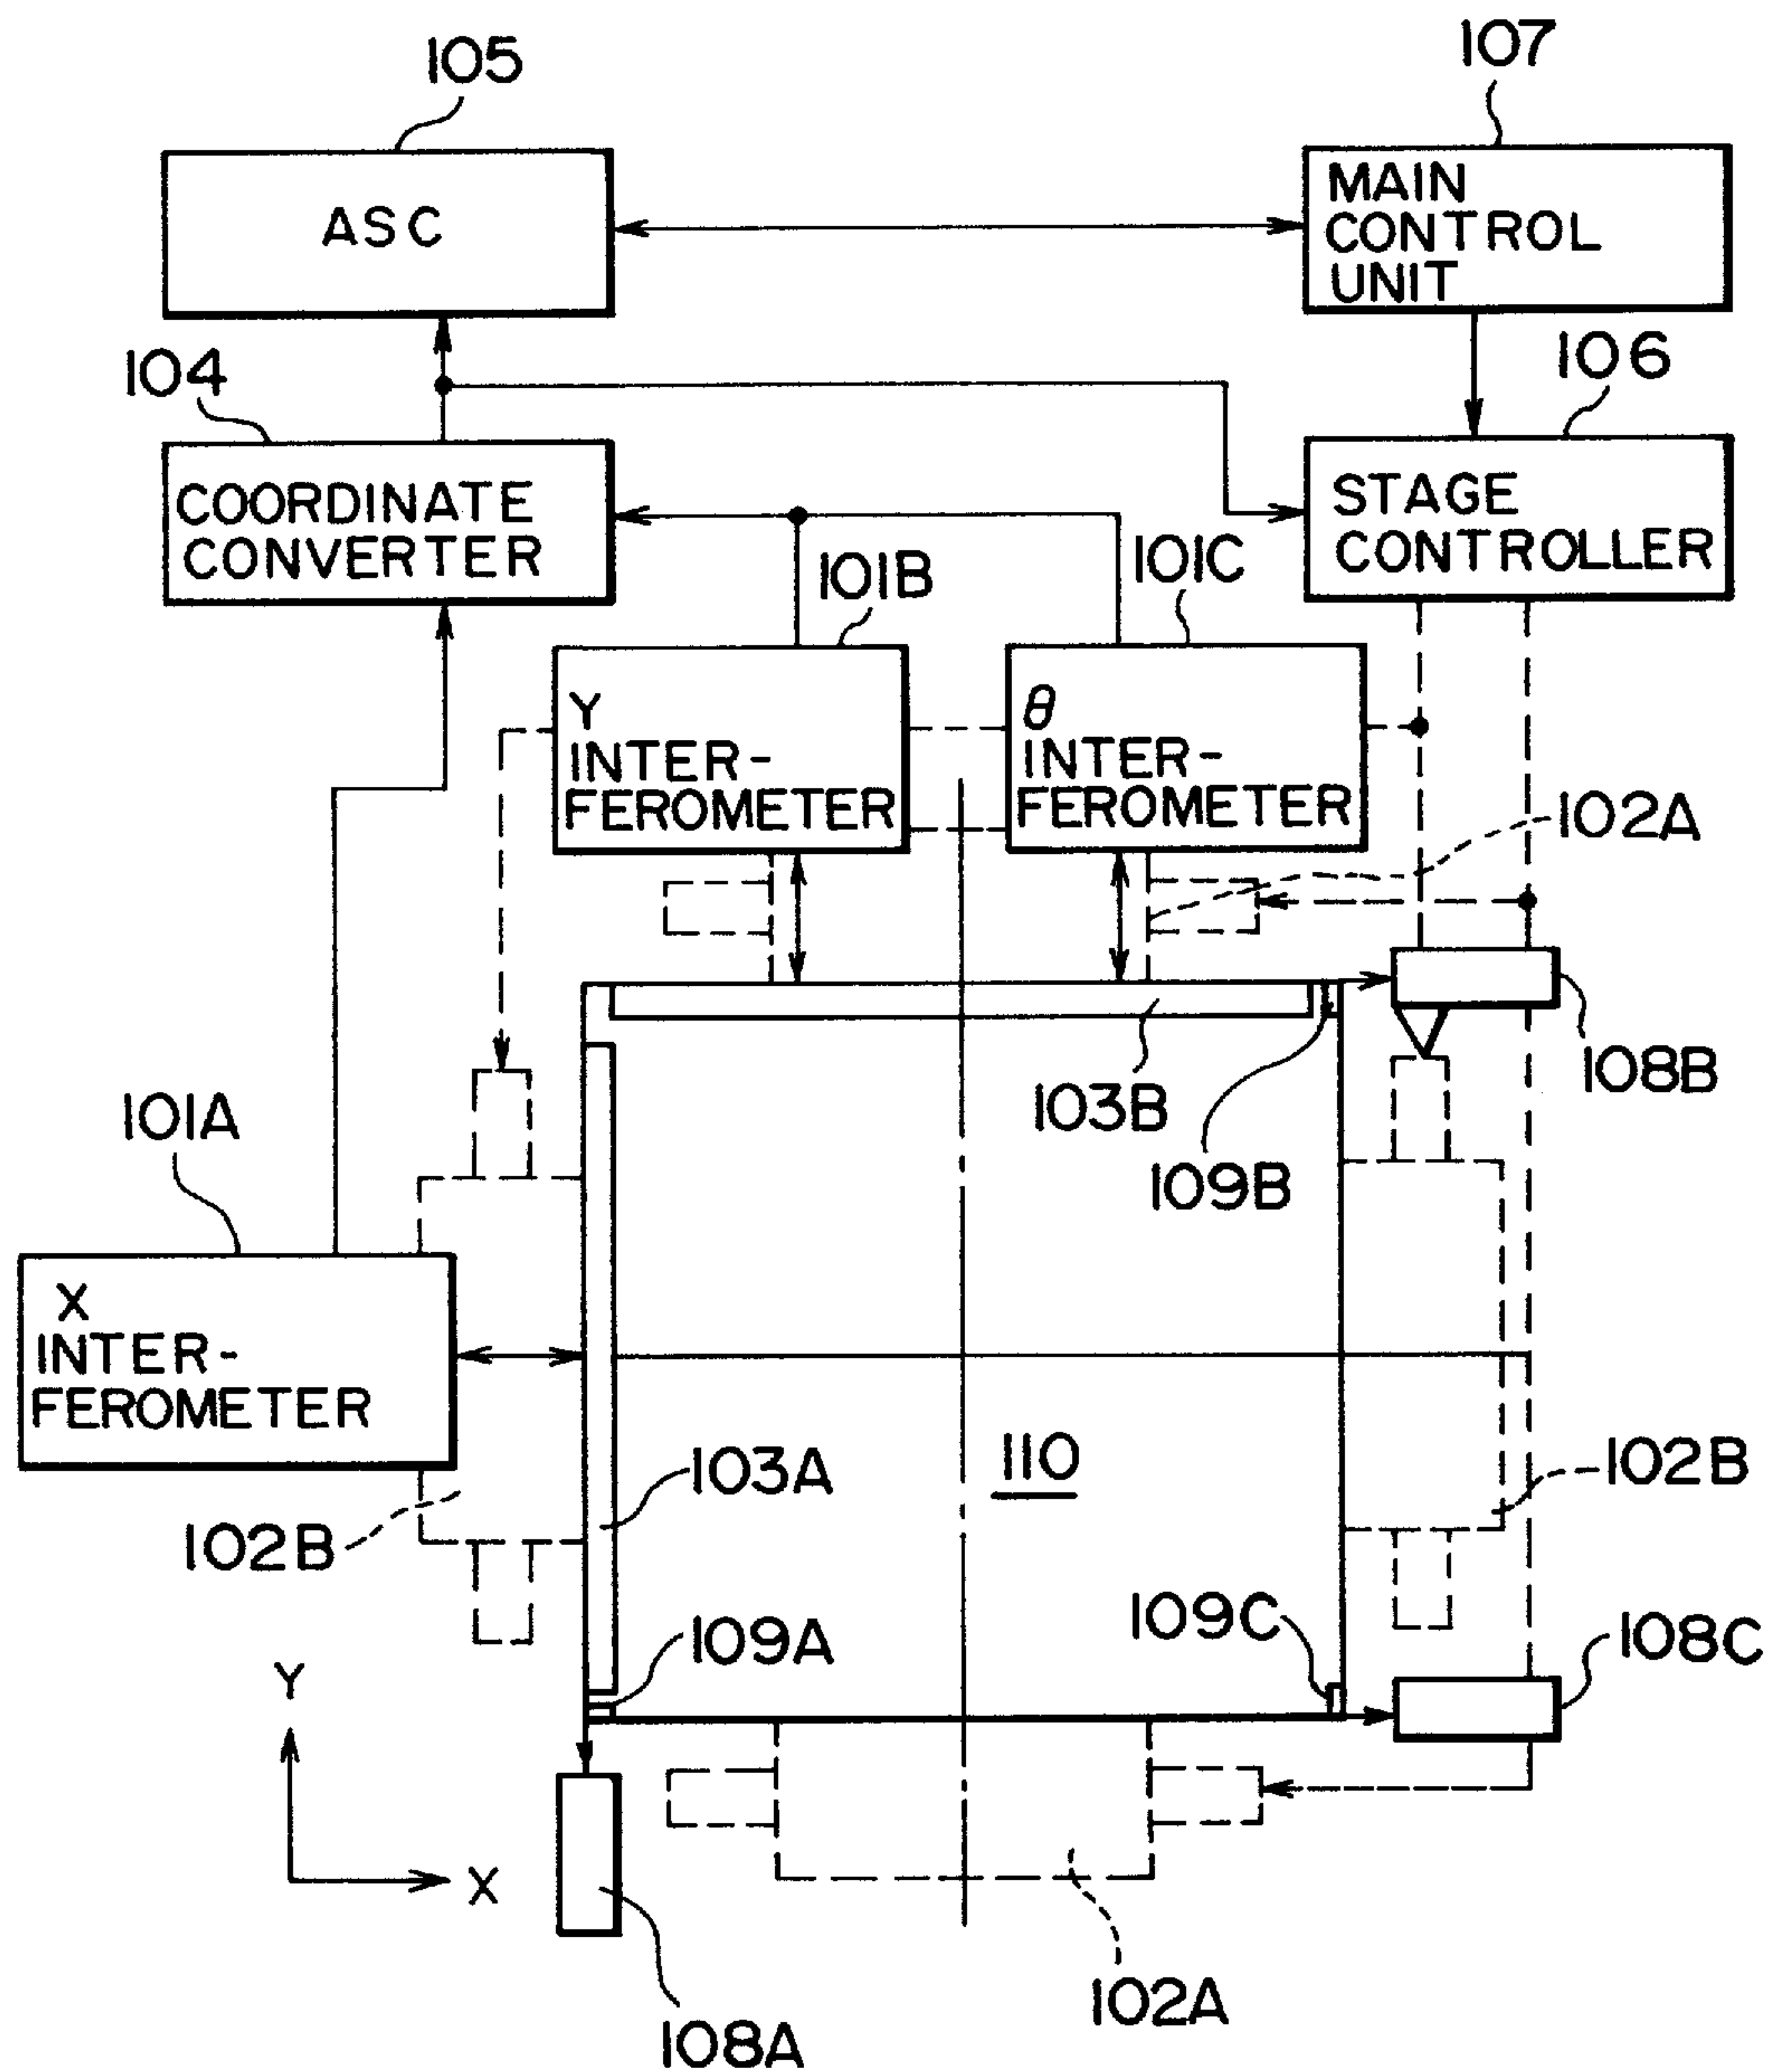 105
107
ASC
MAIN
CONTROL
UNIT
104
106
COORDINATE
CONVERTER
STAGE
CONTROLLER
101B
101C
Y
INTER-
FEROMETER
θ
INTER-
FEROMETER
102A
108B
103B
109B
101A
X
INTER-
FEROMETER
103A
110
102B
102B
109A
109C
108C
Y
X
102A
108A